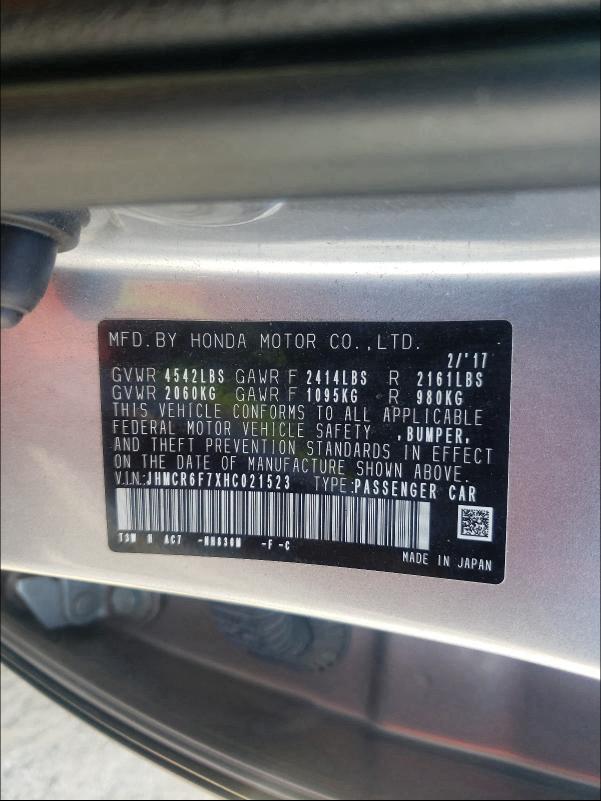 MFD.BY HONDA MOTOR CO.,LTD.
2/'17
GVWR 4542LBS GAWR F 2414LBS R 2161LBS
GVWR 2060KG GAWR F 1095KG R 980KG
THIS VEHICLE CONFORMS TO ALL APPLICABLE
FEDERAL MOTOR VEHICLE SAFETY ,BUMPER,
AND THEFT PREVENTION STANDARDS IN EFFECT
ON THE DATE OF MANUFACTURE SHOWN ABOVE.
V.I.N:JHMCR6F7XHC021523 TYPE:PASSENGER CAR
AC7 -F -C
MADE IN JAPAN